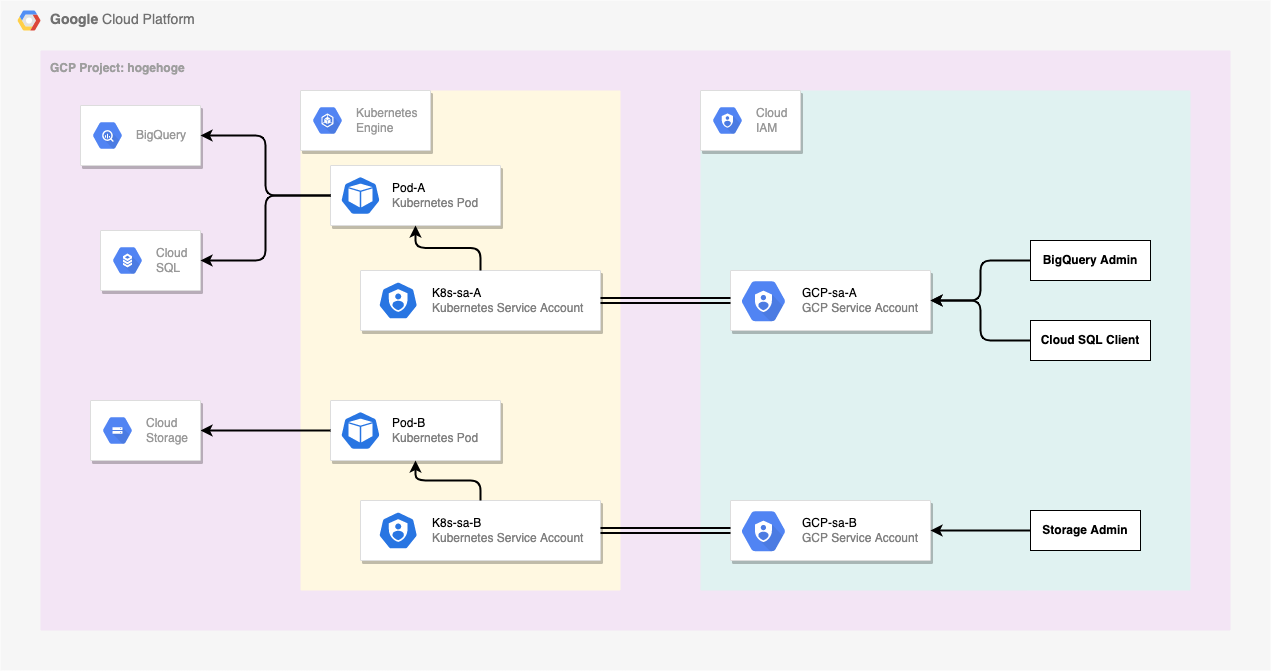 Google Cloud Platform
GCP Project: hogehoge
BigQuery
Kubernetes
Engine
Cloud
IAM
Pod-A
Kubernetes Pod
Cloud
SQL
BigQuery Admin
K8s-sa-A
Kubernetes Service Account
GCP-sa-A
GCP Service Account
Cloud SQL Client
Cloud
Storage
Pod-B
Kubernetes Pod
K8s-sa-B
Kubernetes Service Account
GCP-sa-B
GCP Service Account
Storage Admin